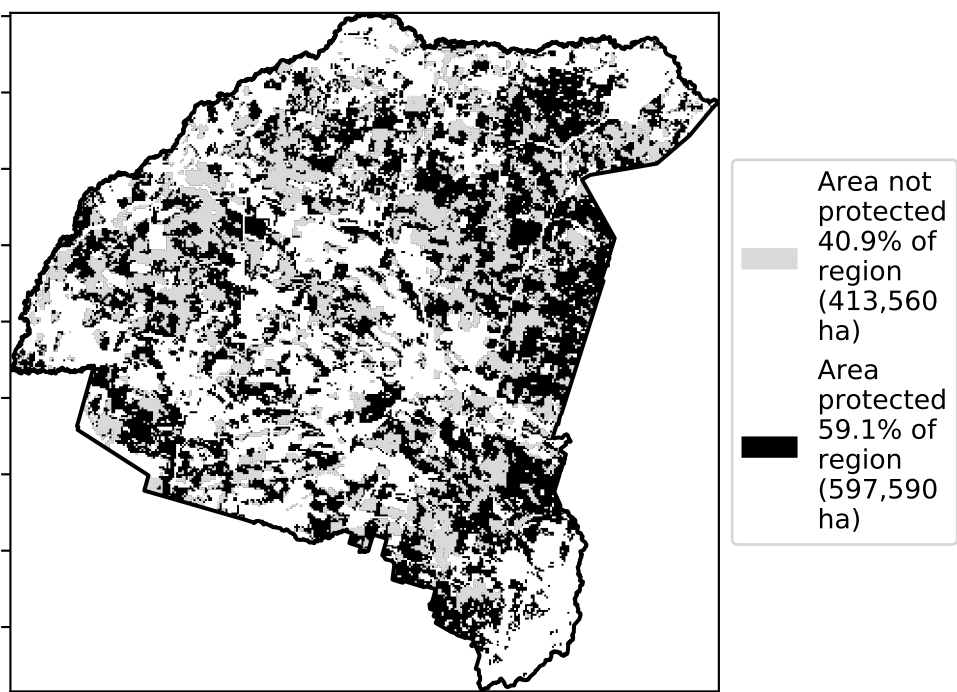 Area not
protected
40.9% of
region
(413,560
ha)
Area
protected
59.1% of
region
(597,590
ha)